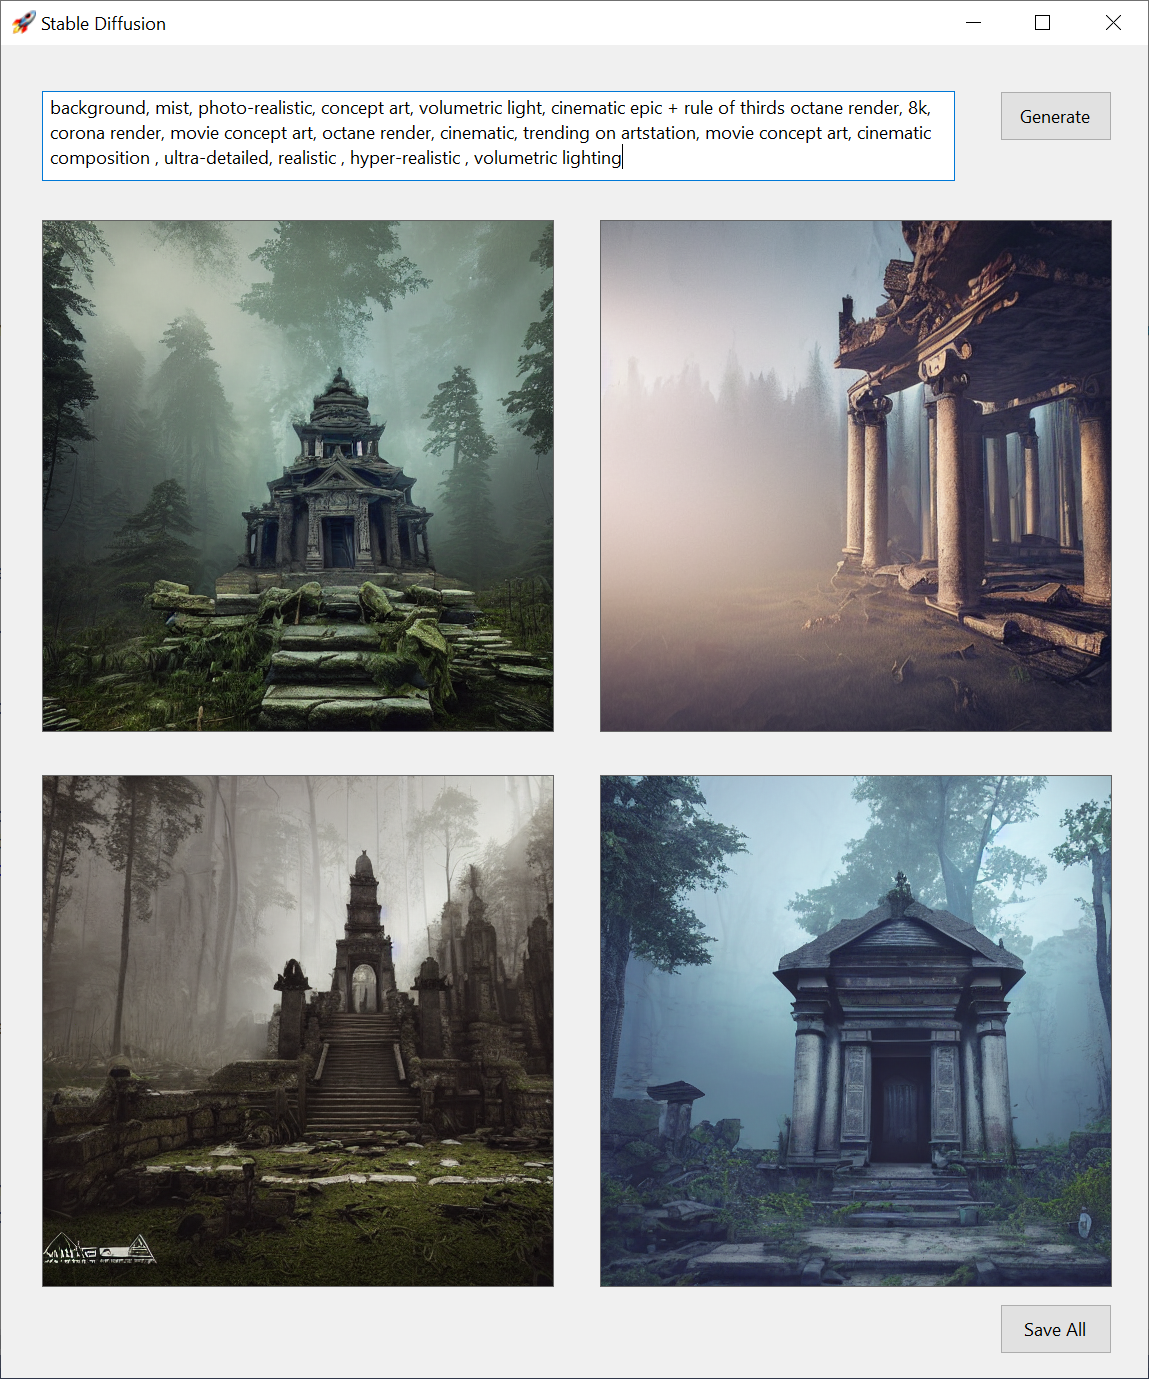 Stable Diffusion
background, mist, photo-realistic, concept art, volumetric light, cinematic epic + rule of thirds octane render, 8k,
corona render, movie concept art, octane render, cinematic, trending on artstation, movie concept art, cinematic
composition , ultra-detailed, realistic , hyper-realistic , volumetric lighting
Generate
Save All